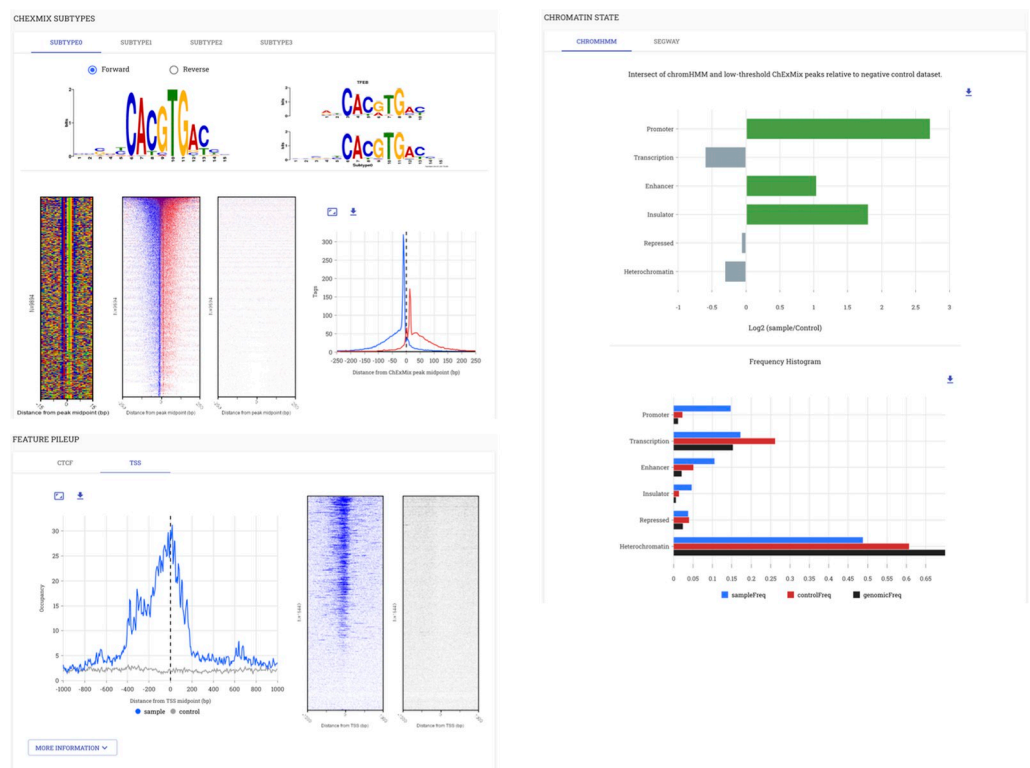 CHEXMIX SUBTYPES
SUBTYPE0 SUBTYPE1 SUBTYPE2 SUBTYPE3
Forward Reverse
TFEB
bits
CACGTGAC
CACGTGAC
CACGTGAC
Subtype0
Distance from peak midpoint (bp)
Distance from peak midpoint (bp)
Distance from peak midpoint (bp)
Tags
300
250
200
150
100
50
0
-250 -200 -150 -100 -50 0 50 100 150 200 250
Distance from ChExMix peak midpoint (bp)
FEATURE PILEUP
CTCF TSS
Occupancy
30
25
20
15
10
5
0
-1000 -800 -600 -400 -200 0 200 400 600 800 1000
Distance from TSS midpoint (bp)
sample control
Distance from TSS (bp)
Distance from TSS (bp)
MORE INFORMATION
CHROMATIN STATE
CHROMHMM SEGWAY
Intersect of chromHMM and low-threshold ChExMix peaks relative to negative control dataset.
Promoter
Transcription
Enhancer
Insulator
Repressed
Heterochromatin
-1 -0.5 0 0.5 1 1.5 2 2.5 3
Log2 (sample/Control)
Frequency Histogram
Promoter
Transcription
Enhancer
Insulator
Repressed
Heterochromatin
0 0.05 0.1 0.15 0.2 0.25 0.3 0.35 0.4 0.45 0.5 0.55 0.6 0.65
sampleFreq controlFreq genomicFreq